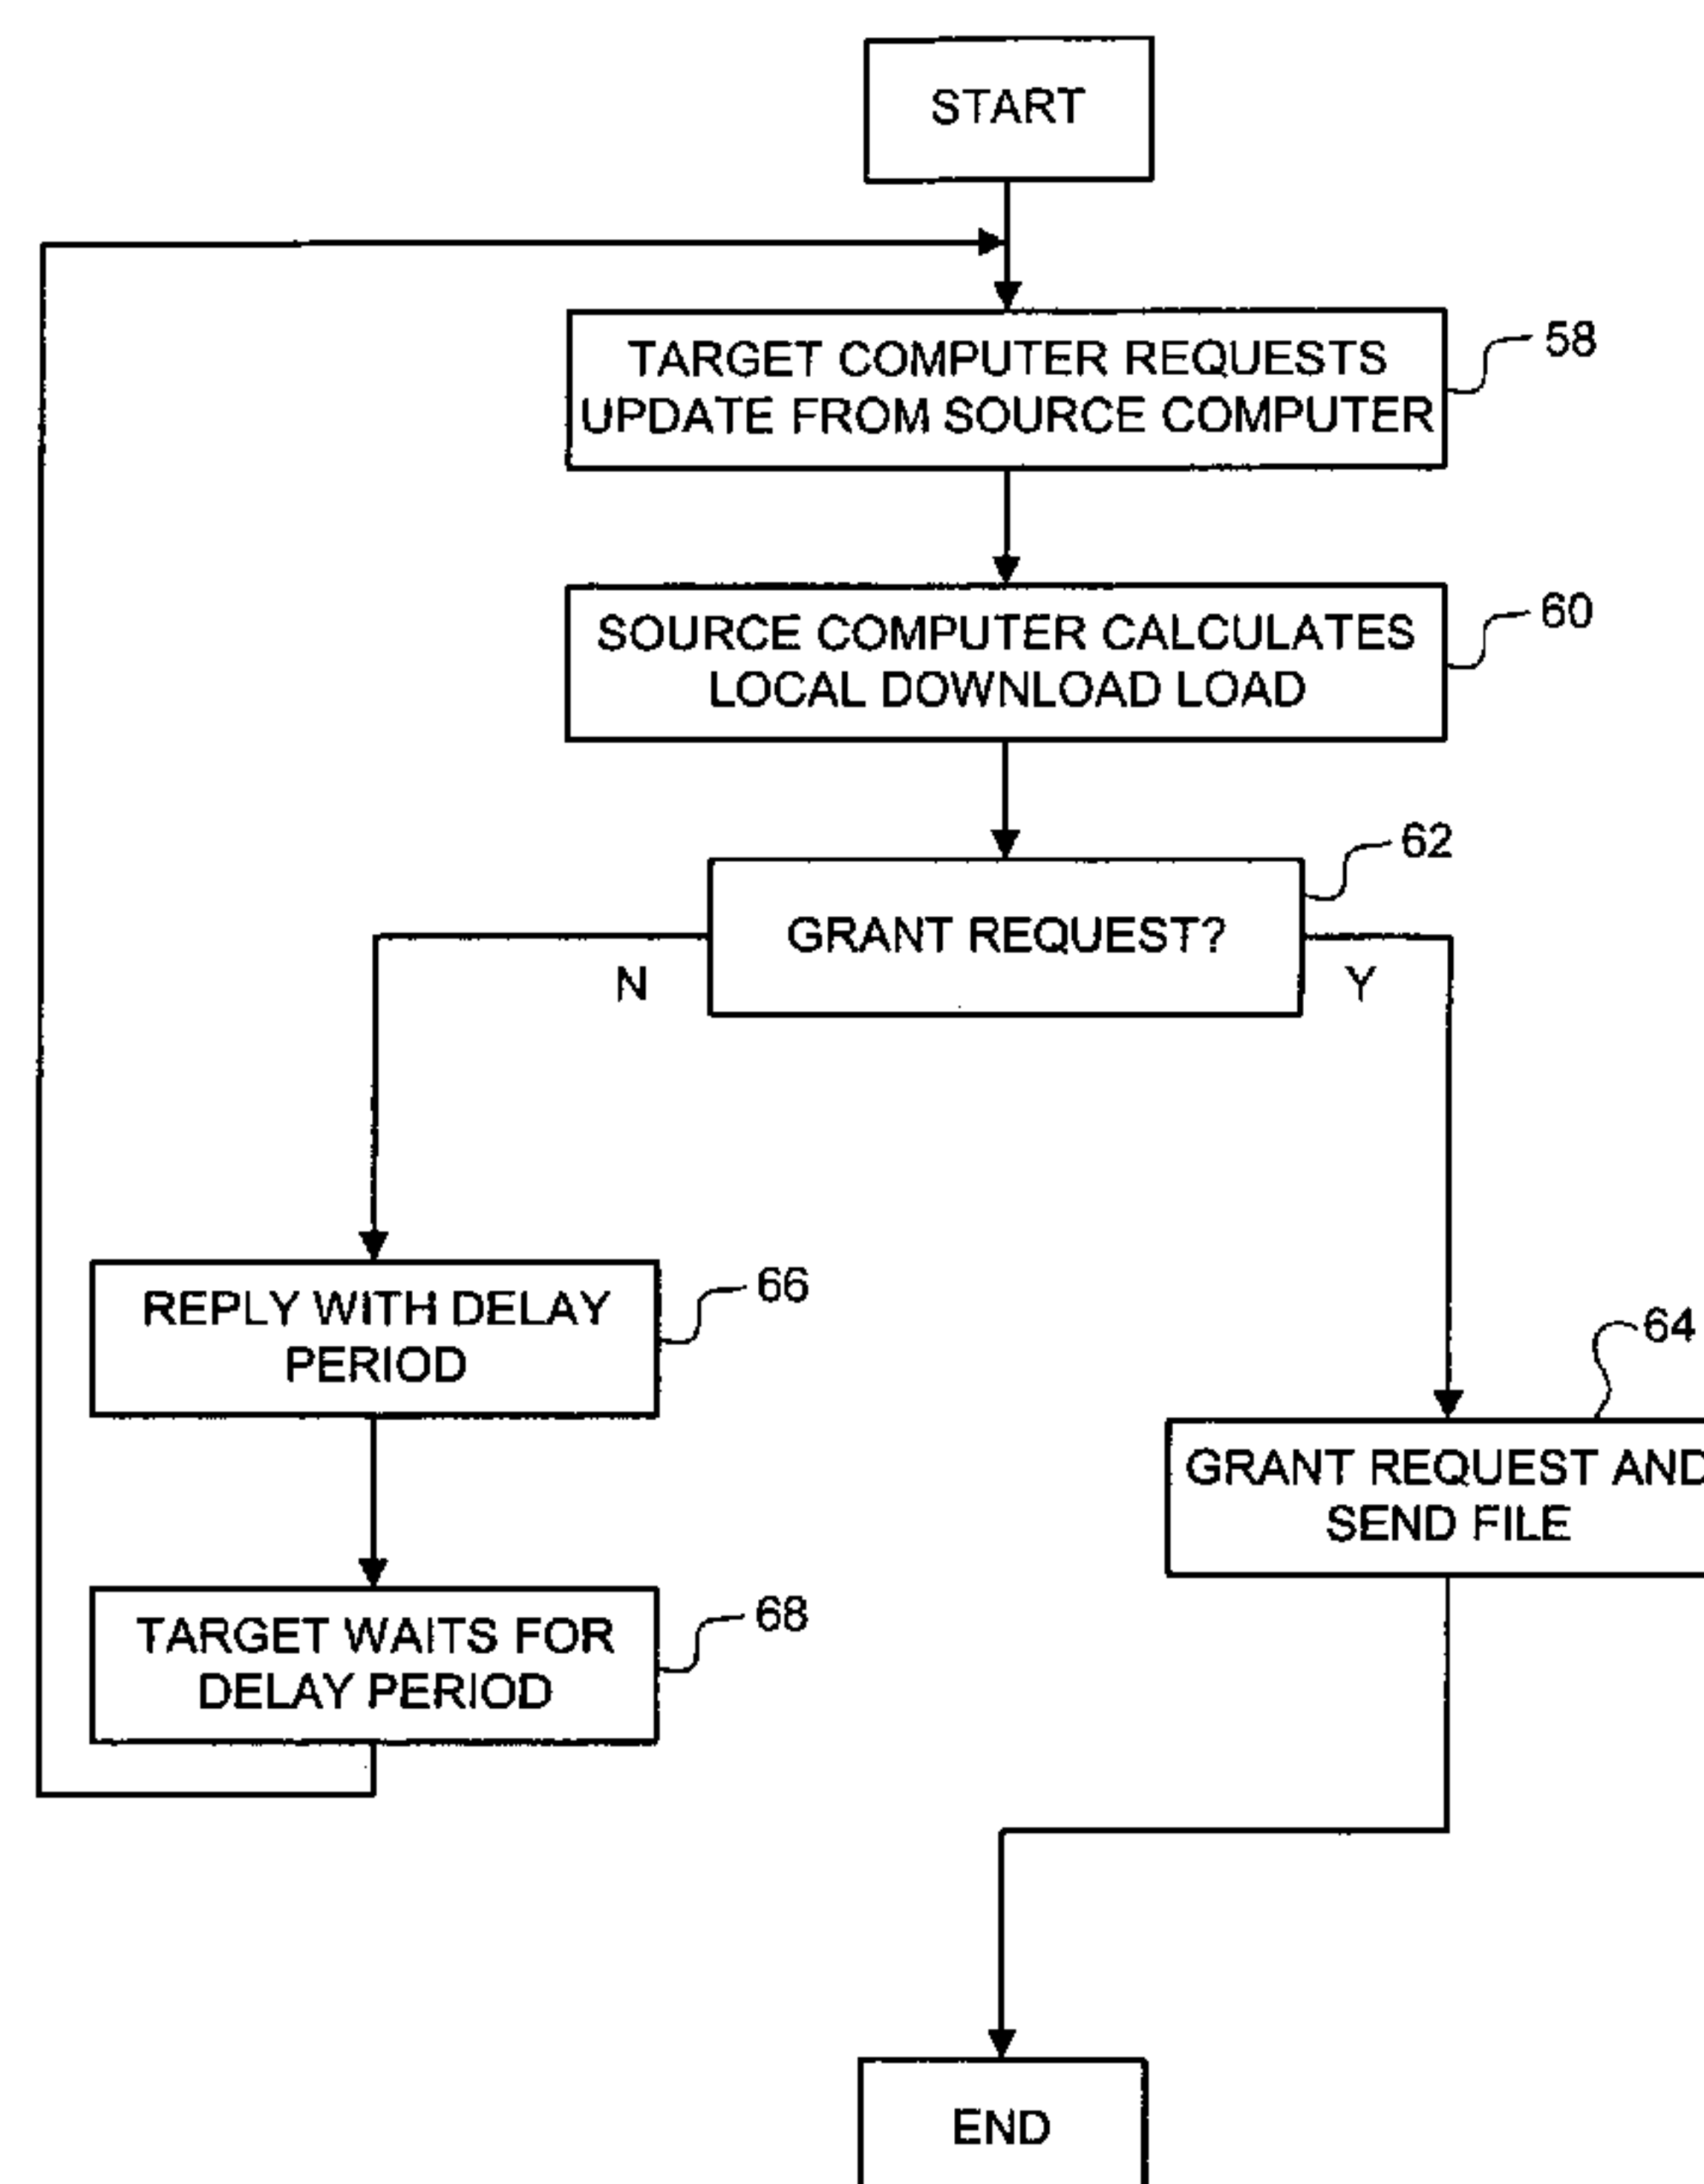 START
TARGET COMPUTER REQUESTS
UPDATE FROM SOURCE COMPUTER
58
SOURCE COMPUTER CALCULATES
LOCAL DOWNLOAD LOAD
60
GRANT REQUEST?
62
N
Y
REPLY WITH DELAY
PERIOD
66
64
GRANT REQUEST AND
SEND FILE
TARGET WAITS FOR
DELAY PERIOD
68
END